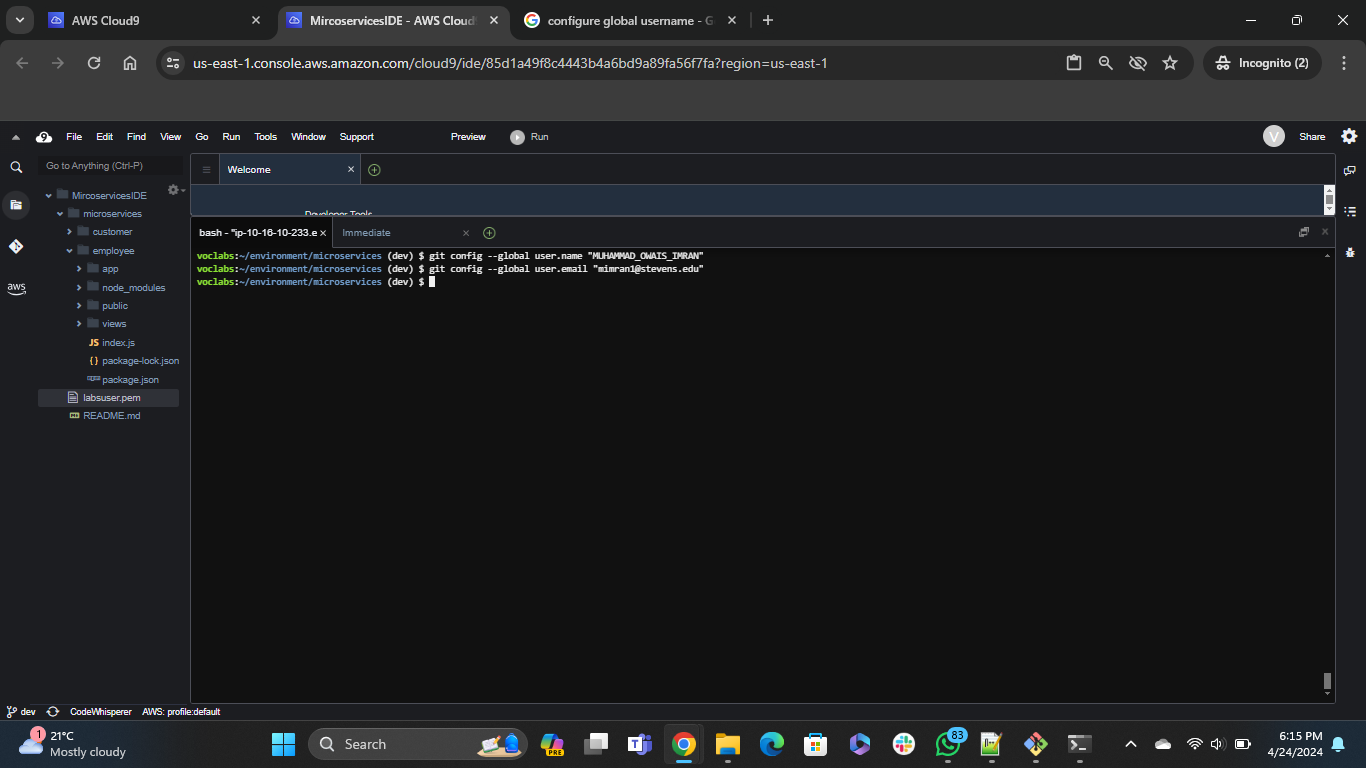 AWS Cloud9
MircoservicesIDE - AWS Cloud
configure global username - G
us-east-1.console.aws.amazon.com/cloud9/ide/85d1a49f8c4443b4a6bd9a89fa56f7fa?region=us-east-1
Incognito (2)
9 File Edit Find View Go Run Tools Window Support Preview Run
V Share
Go to Anything (Ctrl-P)
Welcome
Developer Tools
MircoservicesIDE
microservices
customer
employee
app
node_modules
public
views
JS index.js
{ } package-lock.json
package.json
labsuser.pem
README.md
aws
bash - "ip-10-16-10-233.e
Immediate
voclabs:~/environment/microservices (dev) $ git config --global user.name "MUHAMMAD_OWAIS_IMRAN"
voclabs:~/environment/microservices (dev) $ git config --global user.email "mimran1@stevens.edu"
voclabs:~/environment/microservices (dev) $
dev CodeWhisperer AWS: profile:default
1
21°C
Mostly cloudy
Search
PRE
83
6:15 PM
4/24/2024